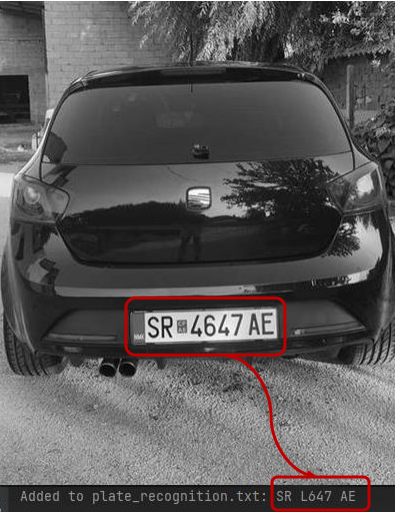 SR 4647 AE
Added to plate_recognition.txt: SR L647 AE